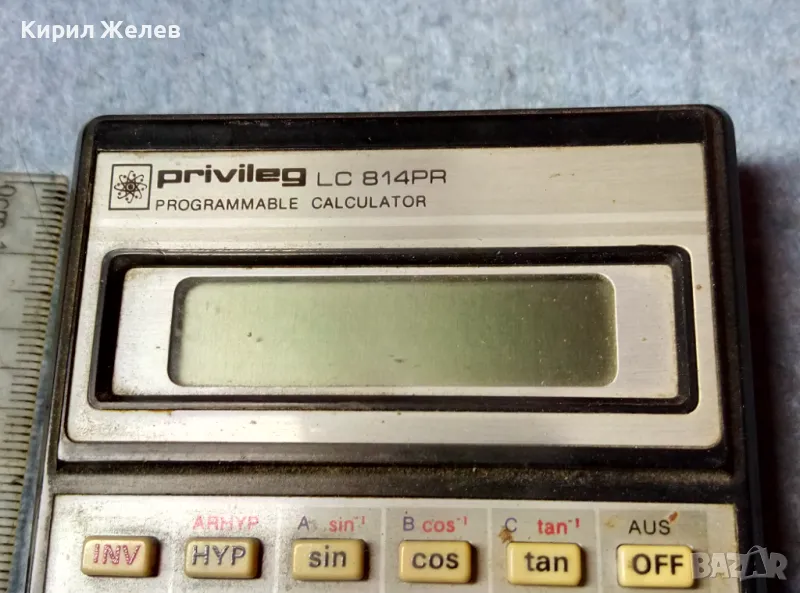 Кирил Желев
privileg LC 814PR
PROGRAMMABLE CALCULATOR
ARHYP A sin⁻¹ B cos⁻¹ C tan⁻¹ AUS
INV HYP sin cos tan OFF
BAZAR